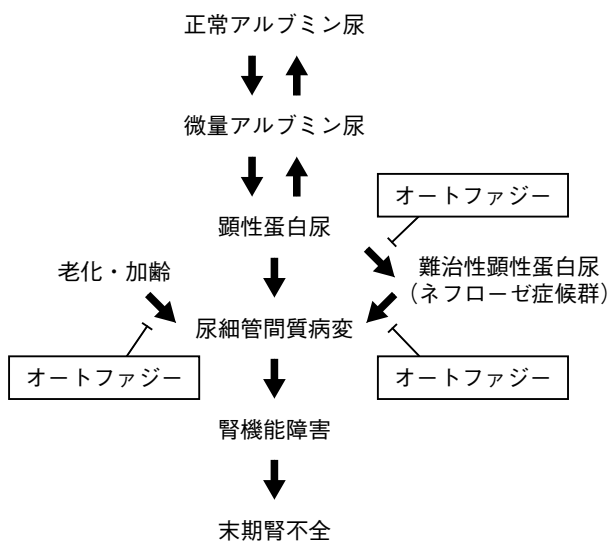 正常アルブミン尿
微量アルブミン尿
オートファジー
顕性蛋白尿
老化・加齢
難治性顕性蛋白尿
（ネフローゼ症候群）
尿細管間質病変
オートファジー
オートファジー
腎機能障害
末期腎不全